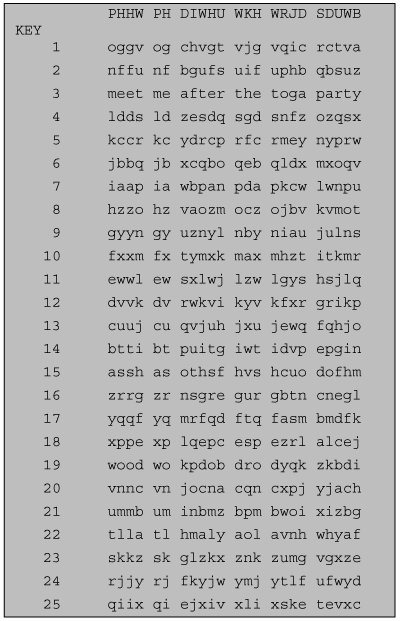 PHHW PH DIWHU WKH WRJD SDUWB
KEY
1 oggv og chvgt vjg vqic rctva
2 nffu nf bgufs uif uphb qbsuz
3 meet me after the toga party
4 ldds ld zesdq sgd snfz ozqsx
5 kccr kc ydrcp rfc rmey nyprw
6 jbbq jb xcqbo qeb qldx mxoqv
7 iaap ia wbpan pda pkcw lwnpu
8 hzzo hz vaozm ocz ojbv kvmot
9 gyyn gy uznyl nby niau julns
10 fxxm fx tymxk max mhzt itkmr
11 ewwl ew sxlwj lzw lgys hsjlq
12 dvvk dv rwkvi kyv kfxr grikp
13 cuuj cu qvjuh jxu jewq fqhjo
14 btti bt puitg iwt idvp epgin
15 assh as othsf hvs hcuo dofhm
16 zrrg zr nsgre gur gbtn cnegl
17 yqqf yq mrfqd ftq fasm bmdfk
18 xppe xp lqepc esp ezrl alcej
19 wood wo kpdob dro dyqk zkbdi
20 vnnc vn jocna cqn cxpj yjach
21 ummb um inbmz bpm bwoi xizbg
22 tlla tl hmaly aol avnh whyaf
23 skkz sk glzkx znk zumg vgxze
24 rjjy rj fkyjw ymj ytlf ufwyd
25 qiix qi ejxiv xli xske tevxc